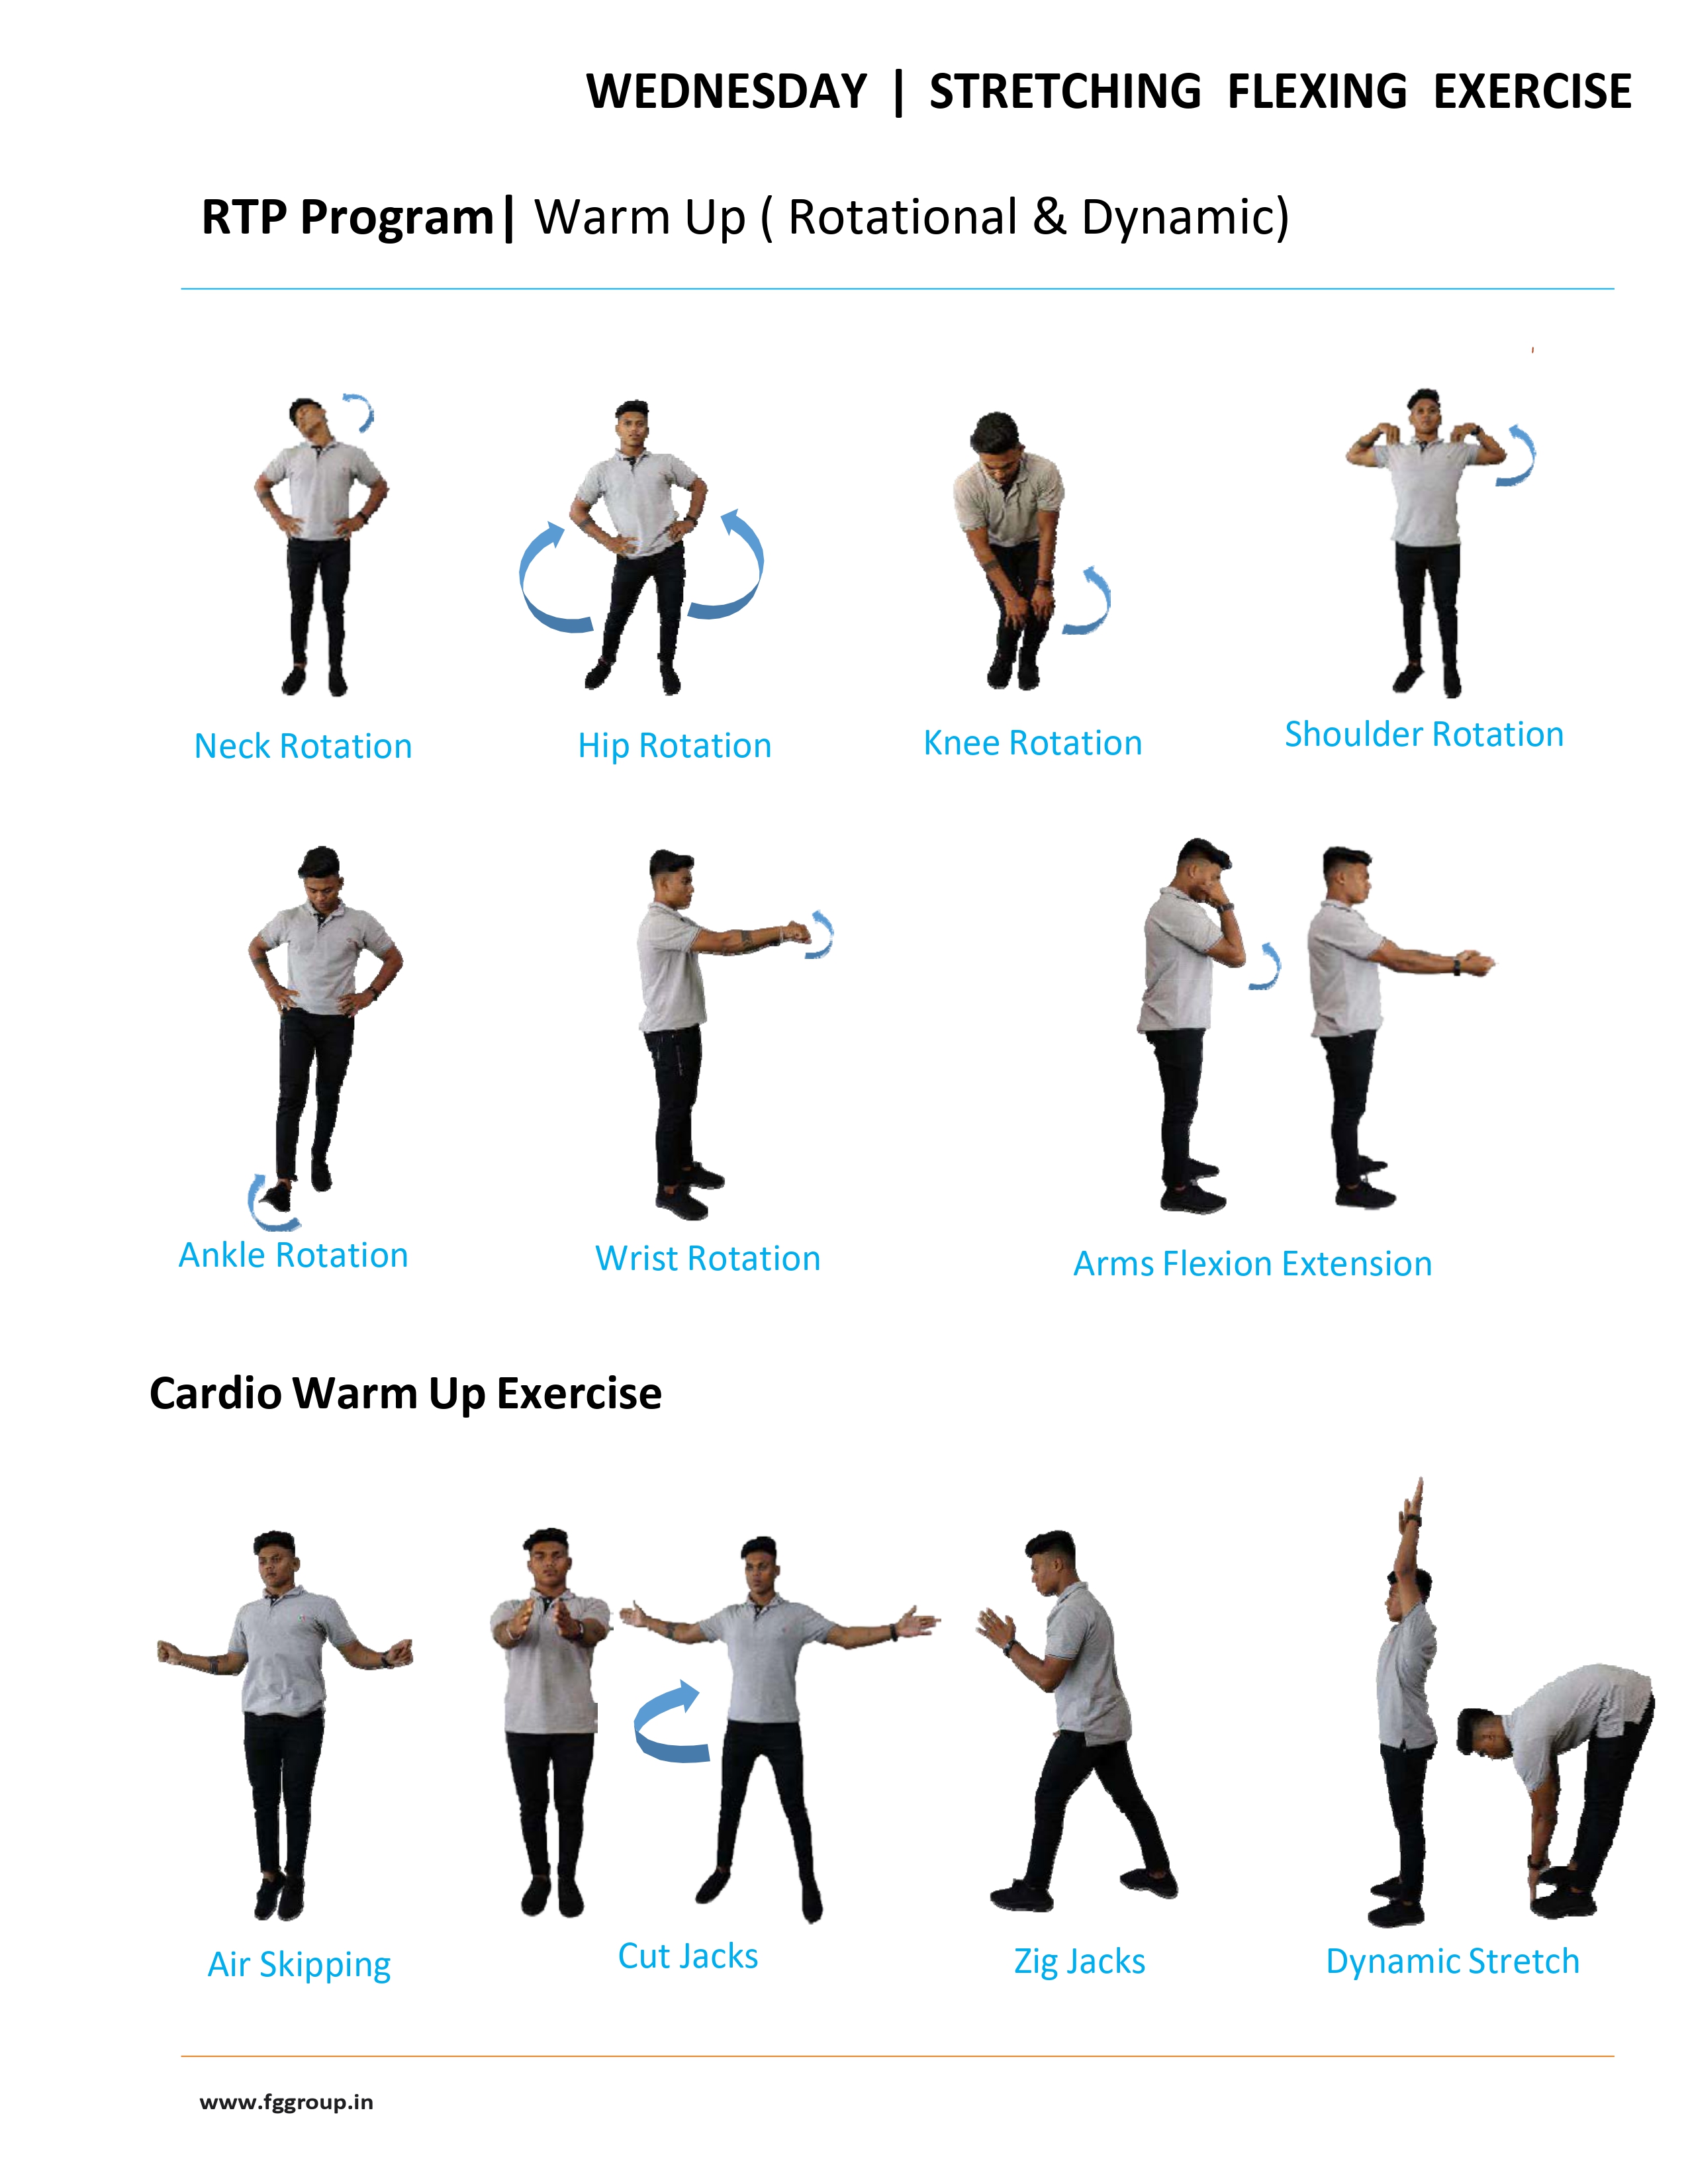 WEDNESDAY | STRETCHING FLEXING EXERCISE
RTP Program| Warm Up ( Rotational & Dynamic)
Neck Rotation
Hip Rotation
Knee Rotation
Shoulder Rotation
Ankle Rotation
Wrist Rotation
Arms Flexion Extension
Cardio Warm Up Exercise
Air Skipping
Cut Jacks
Zig Jacks
Dynamic Stretch
www.fggroup.in